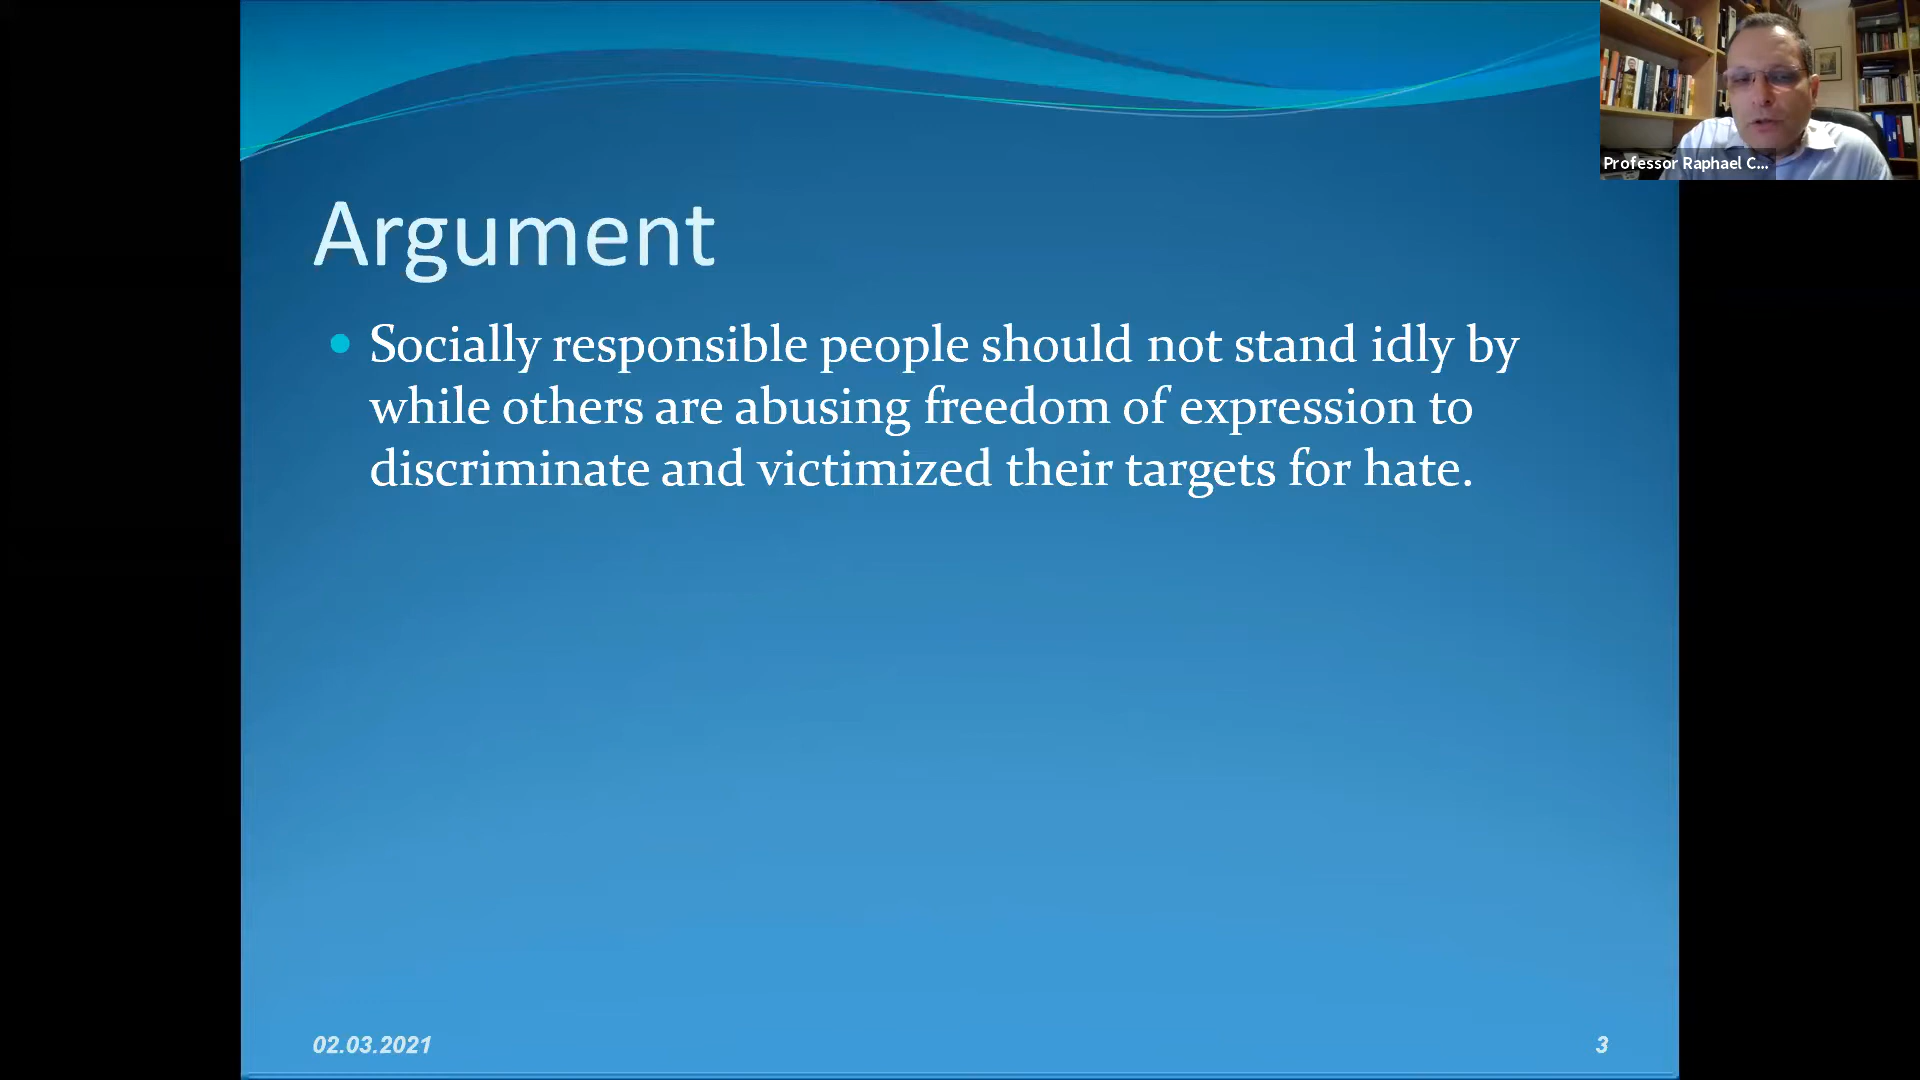 Professor Raphael C...
Argument
Socially responsible people should not stand idly by
while others are abusing freedom of expression to
discriminate and victimized their targets for hate.
02.03.2021
3